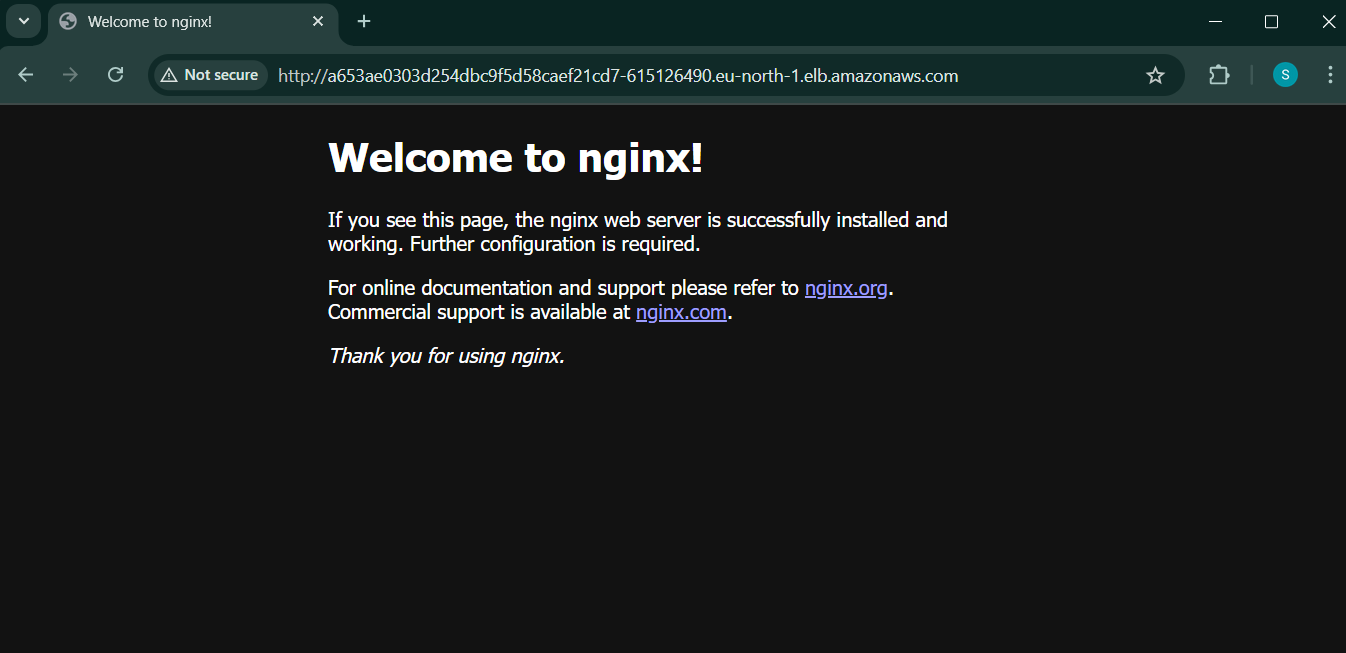 Welcome to nginx!
Not secure
http://a653ae0303d254dbc9f5d58caef21cd7-615126490.eu-north-1.elb.amazonaws.com
S
Welcome to nginx!
If you see this page, the nginx web server is successfully installed and
working. Further configuration is required.
For online documentation and support please refer to nginx.org.
Commercial support is available at nginx.com.
Thank you for using nginx.